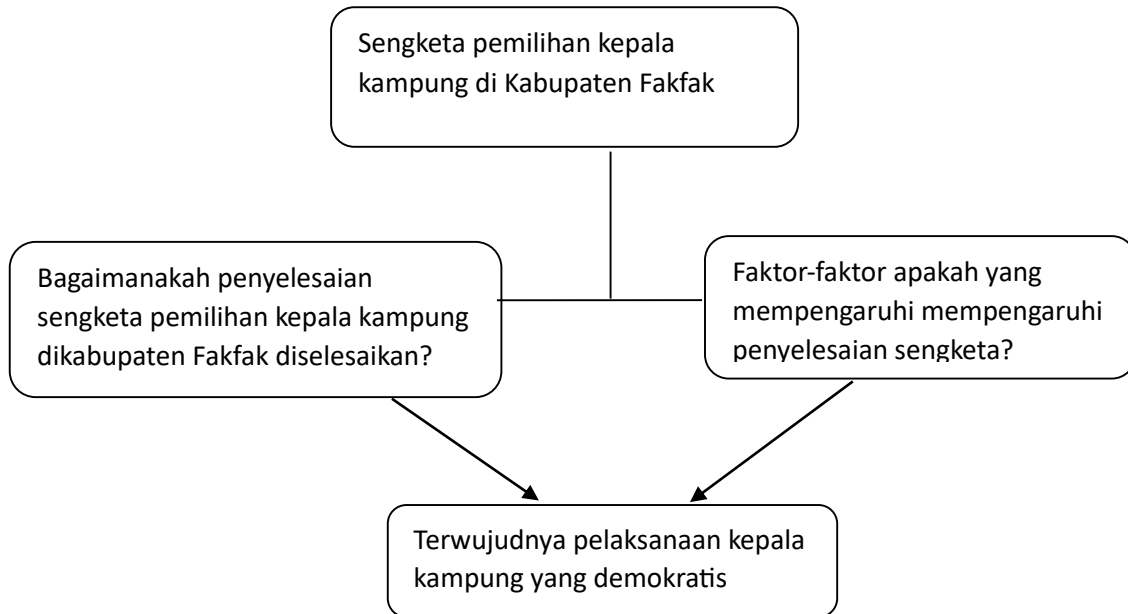 Sengketa pemilihan kepala
kampung di Kabupaten Fakfak
Bagaimanakah penyelesaian
sengketa pemilihan kepala kampung
dikabupaten Fakfak diselesaikan?
Faktor-faktor apakah yang
mempengaruhi mempengaruhi
penyelesaian sengketa?
Terwujudnya pelaksanaan kepala
kampung yang demokratis